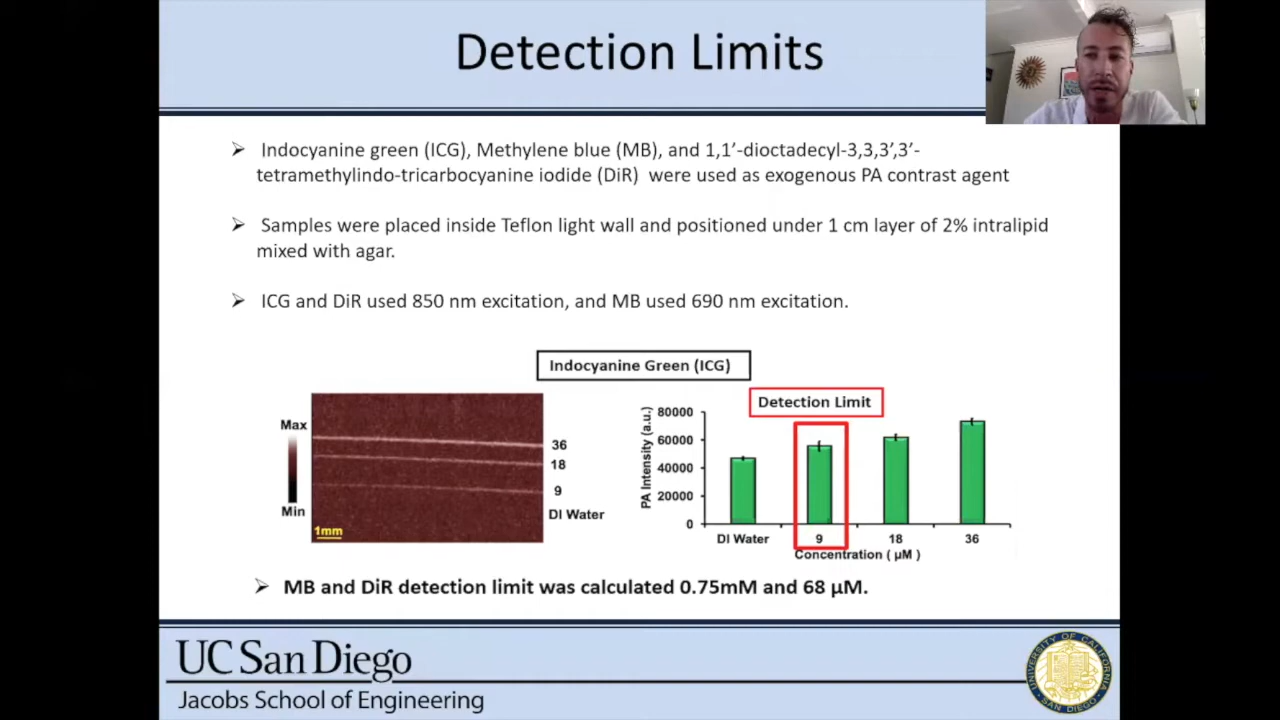 Detection Limits
➢ Indocyanine green (ICG), Methylene blue (MB), and 1,1’-dioctadecyl-3,3,3’,3’-
tetramethylindo-tricarbocyanine iodide (DiR) were used as exogenous PA contrast agent
➢ Samples were placed inside Teflon light wall and positioned under 1 cm layer of 2% intralipid
mixed with agar.
➢ ICG and DiR used 850 nm excitation, and MB used 690 nm excitation.
Indocyanine Green (ICG)
Max
Min
1mm
36
18
9
DI Water
Detection Limit
PA Intensity (a.u.)
80000
60000
40000
20000
0
DI Water 9 18 36
Concentration ( µM )
➢ MB and DiR detection limit was calculated 0.75mM and 68 µM.
UC San Diego
Jacobs School of Engineering
UNIVERSITY OF CALIFORNIA
SAN DIEGO